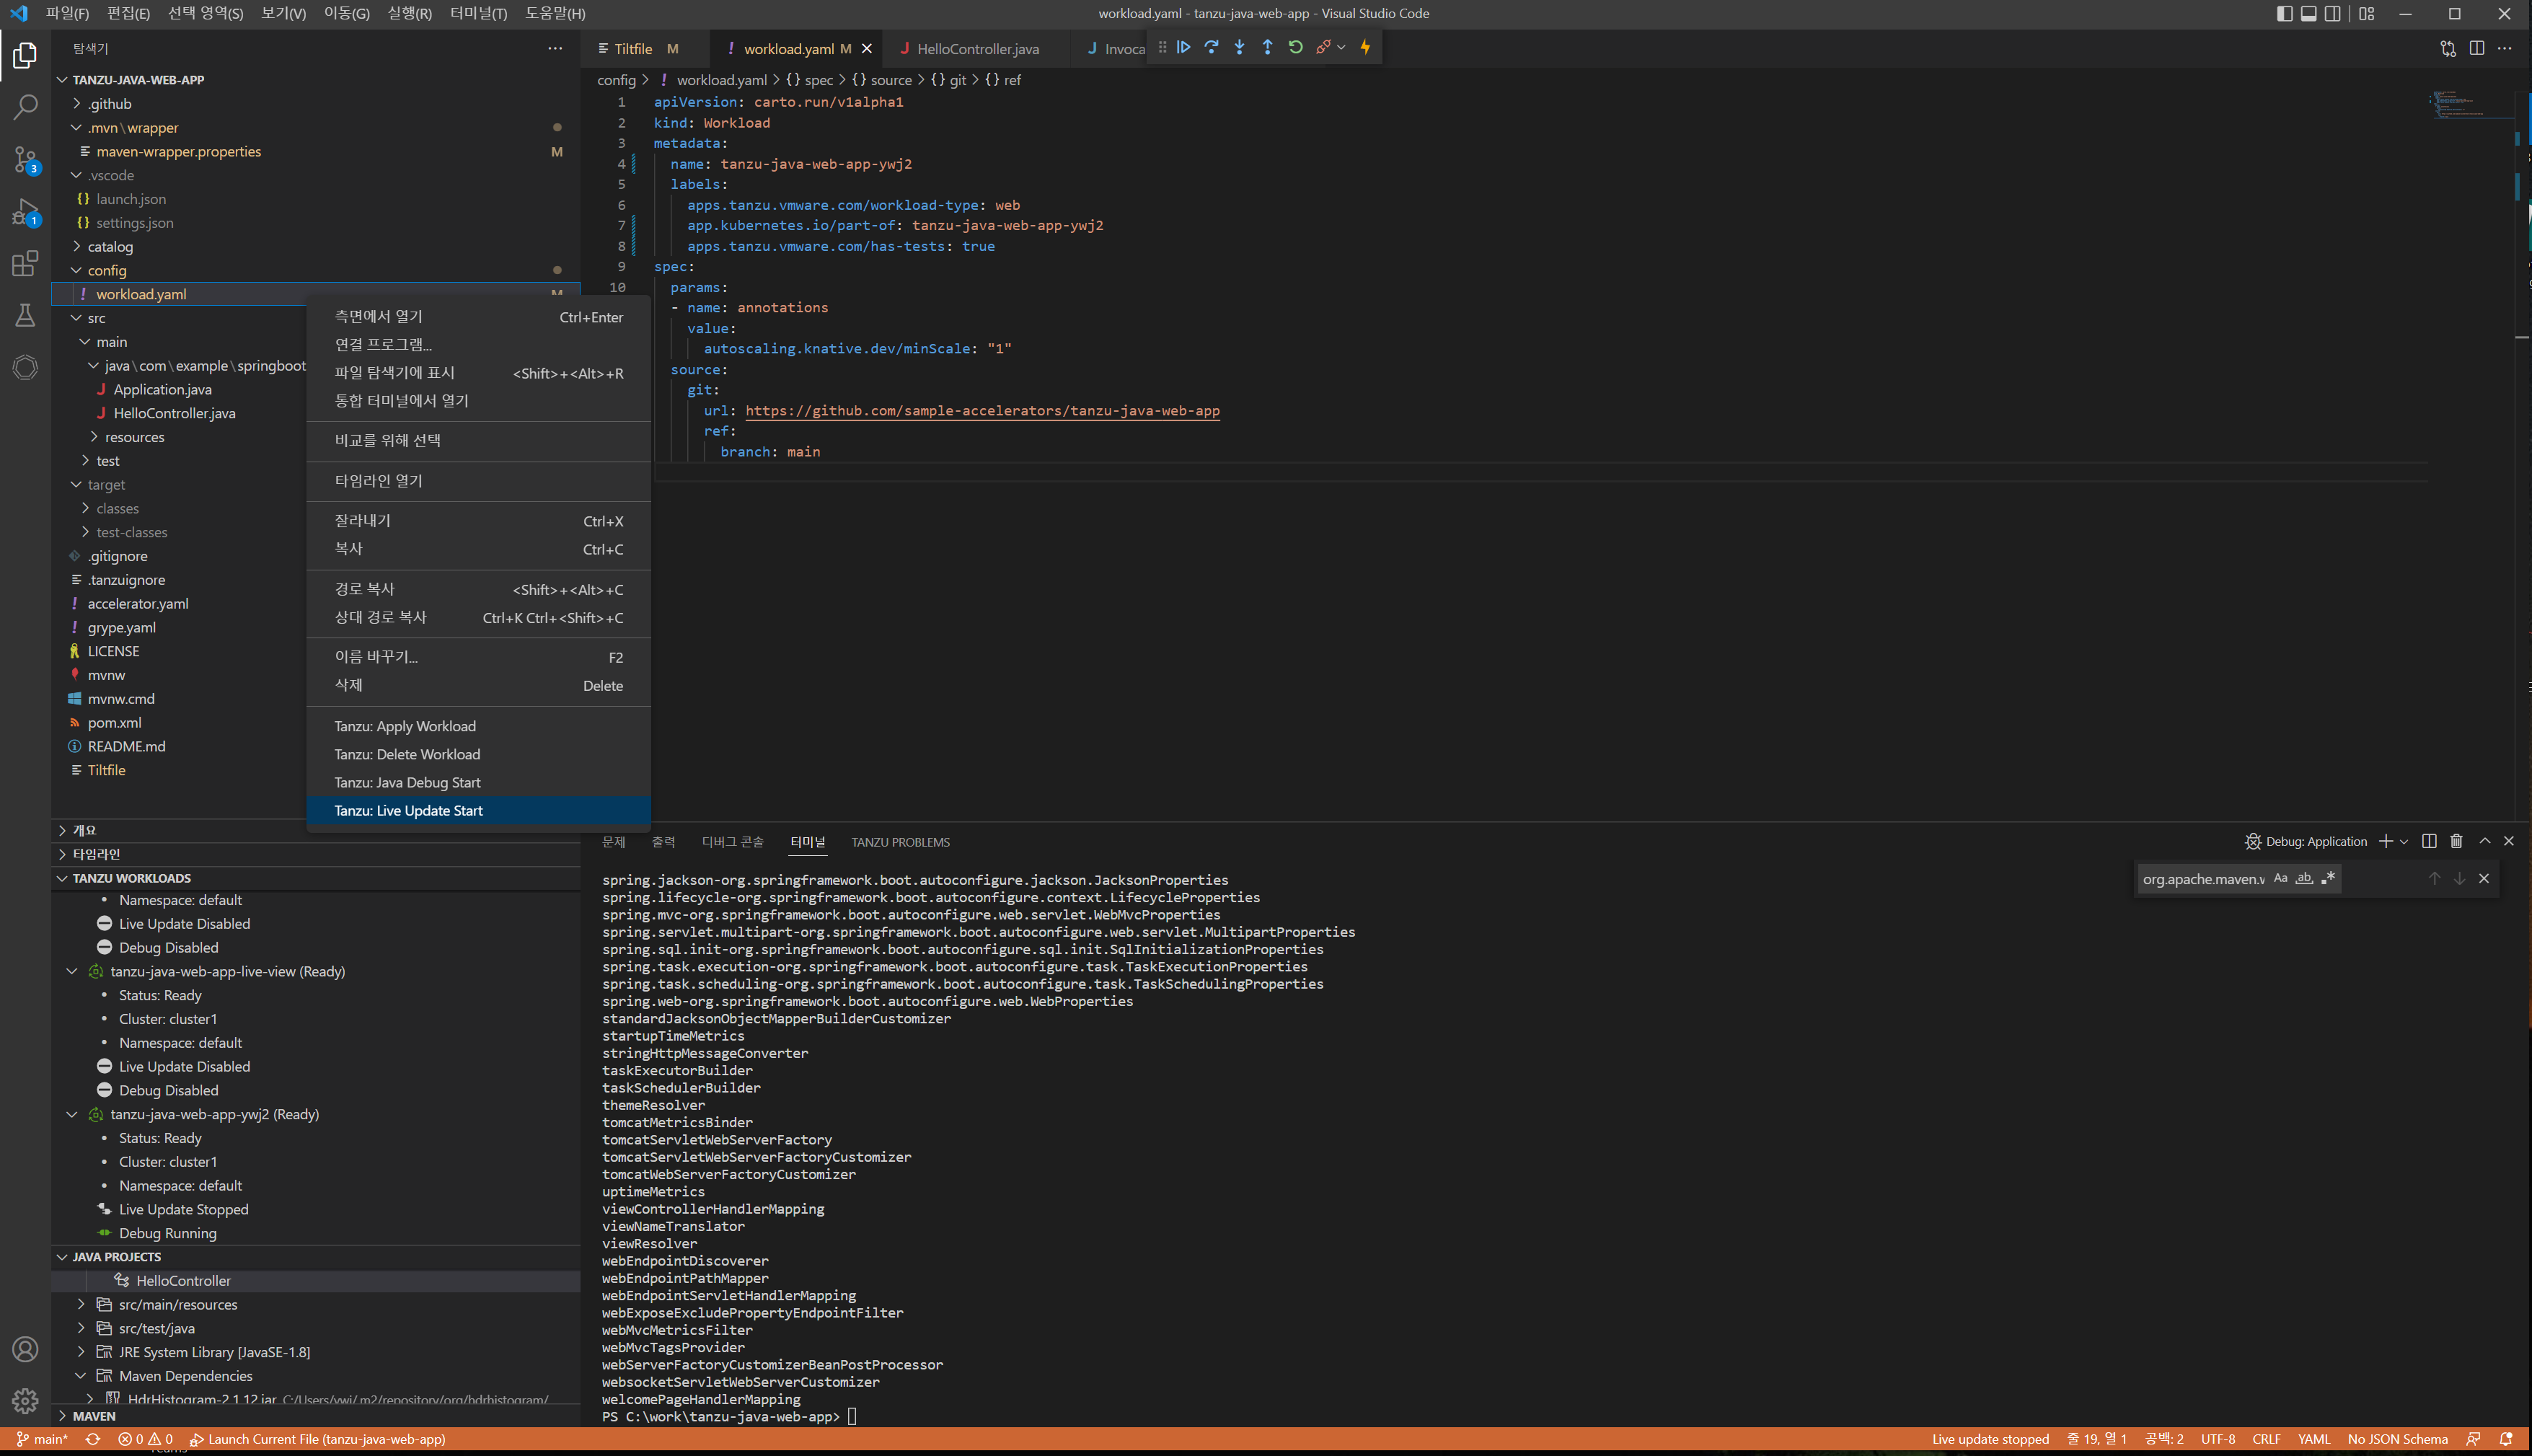 파일(F) 편집(E) 선택 영역(S) 보기(V) 이동(G) 실행(R) 터미널(T) 도움말(H)
workload.yaml - tanzu-java-web-app - Visual Studio Code
탐색기
TANZU-JAVA-WEB-APP
.github
.mvn\wrapper
maven-wrapper.properties M
.vscode
launch.json
settings.json
catalog
config
workload.yaml M
src
main
java\com\example\springboot
Application.java
HelloController.java
resources
test
target
classes
test-classes
.gitignore
.tanzuignore
accelerator.yaml
grype.yaml
LICENSE
mvnw
mvnw.cmd
pom.xml
README.md
Tiltfile
3
1
개요
타임라인
TANZU WORKLOADS
Namespace: default
Live Update Disabled
Debug Disabled
tanzu-java-web-app-live-view (Ready)
Status: Ready
Cluster: cluster1
Namespace: default
Live Update Disabled
Debug Disabled
tanzu-java-web-app-ywj2 (Ready)
Status: Ready
Cluster: cluster1
Namespace: default
Live Update Stopped
Debug Running
JAVA PROJECTS
HelloController
src/main/resources
src/test/java
JRE System Library [JavaSE-1.8]
Maven Dependencies
HdrHistogram-2.1.12.jar C:/Users/ywj/.m2/repository/org/hdrhistogram/
MAVEN
측면에서 열기 Ctrl+Enter
연결 프로그램...
파일 탐색기에 표시 <Shift>+<Alt>+R
통합 터미널에서 열기
비교를 위해 선택
타임라인 열기
잘라내기 Ctrl+X
복사 Ctrl+C
경로 복사 <Shift>+<Alt>+C
상대 경로 복사 Ctrl+K Ctrl+<Shift>+C
이름 바꾸기... F2
삭제 Delete
Tanzu: Apply Workload
Tanzu: Delete Workload
Tanzu: Java Debug Start
Tanzu: Live Update Start
Tiltfile M
workload.yaml M
HelloController.java
Invoca
config > ! workload.yaml > {} spec > {} source > {} git > {} ref
1 apiVersion: carto.run/v1alpha1
2 kind: Workload
3 metadata:
4 name: tanzu-java-web-app-ywj2
5 labels:
6 apps.tanzu.vmware.com/workload-type: web
7 app.kubernetes.io/part-of: tanzu-java-web-app-ywj2
8 apps.tanzu.vmware.com/has-tests: true
9 spec:
10 params:
- name: annotations
value:
autoscaling.knative.dev/minScale: "1"
source:
git:
url: https://github.com/sample-accelerators/tanzu-java-web-app
ref:
branch: main
문제 출력 디버그 콘솔 터미널 TANZU PROBLEMS
Debug: Application
org.apache.maven.v Aa ab .*
spring.jackson-org.springframework.boot.autoconfigure.jackson.JacksonProperties
spring.lifecycle-org.springframework.boot.autoconfigure.context.LifecycleProperties
spring.mvc-org.springframework.boot.autoconfigure.web.servlet.WebMvcProperties
spring.servlet.multipart-org.springframework.boot.autoconfigure.web.servlet.MultipartProperties
spring.sql.init-org.springframework.boot.autoconfigure.sql.init.SqlInitializationProperties
spring.task.execution-org.springframework.boot.autoconfigure.task.TaskExecutionProperties
spring.task.scheduling-org.springframework.boot.autoconfigure.task.TaskSchedulingProperties
spring.web-org.springframework.boot.autoconfigure.web.WebProperties
standardJacksonObjectMapperBuilderCustomizer
startupTimeMetrics
stringHttpMessageConverter
taskExecutorBuilder
taskSchedulerBuilder
themeResolver
tomcatMetricsBinder
tomcatServletWebServerFactory
tomcatServletWebServerFactoryCustomizer
tomcatWebServerFactoryCustomizer
uptimeMetrics
viewControllerHandlerMapping
viewNameTranslator
viewResolver
webEndpointDiscoverer
webEndpointPathMapper
webEndpointServletHandlerMapping
webExposeExcludePropertyEndpointFilter
webMvcMetricsFilter
webMvcTagsProvider
webServerFactoryCustomizerBeanPostProcessor
websocketServletWebServerCustomizer
welcomePageHandlerMapping
PS C:\work\tanzu-java-web-app>
main* 0 0 Launch Current File (tanzu-java-web-app)
Live update stopped 줄 19, 열 1 공백: 2 UTF-8 CRLF YAML No JSON Schema